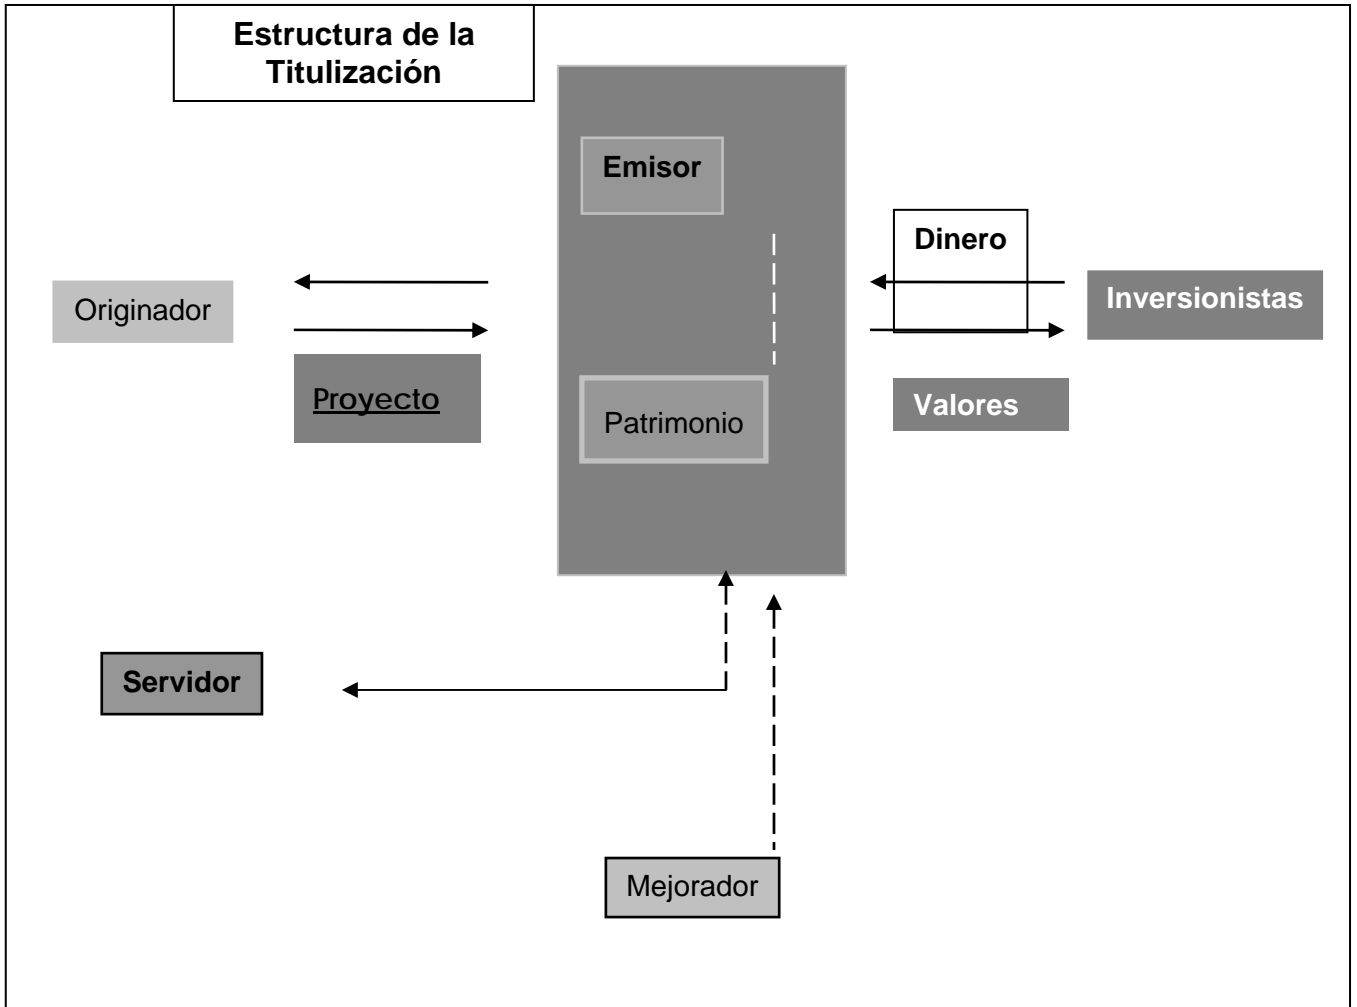 Estructura de la
Titulización
Emisor
Dinero
Originador
Inversionistas
Proyecto
Patrimonio
Valores
Servidor
Mejorador